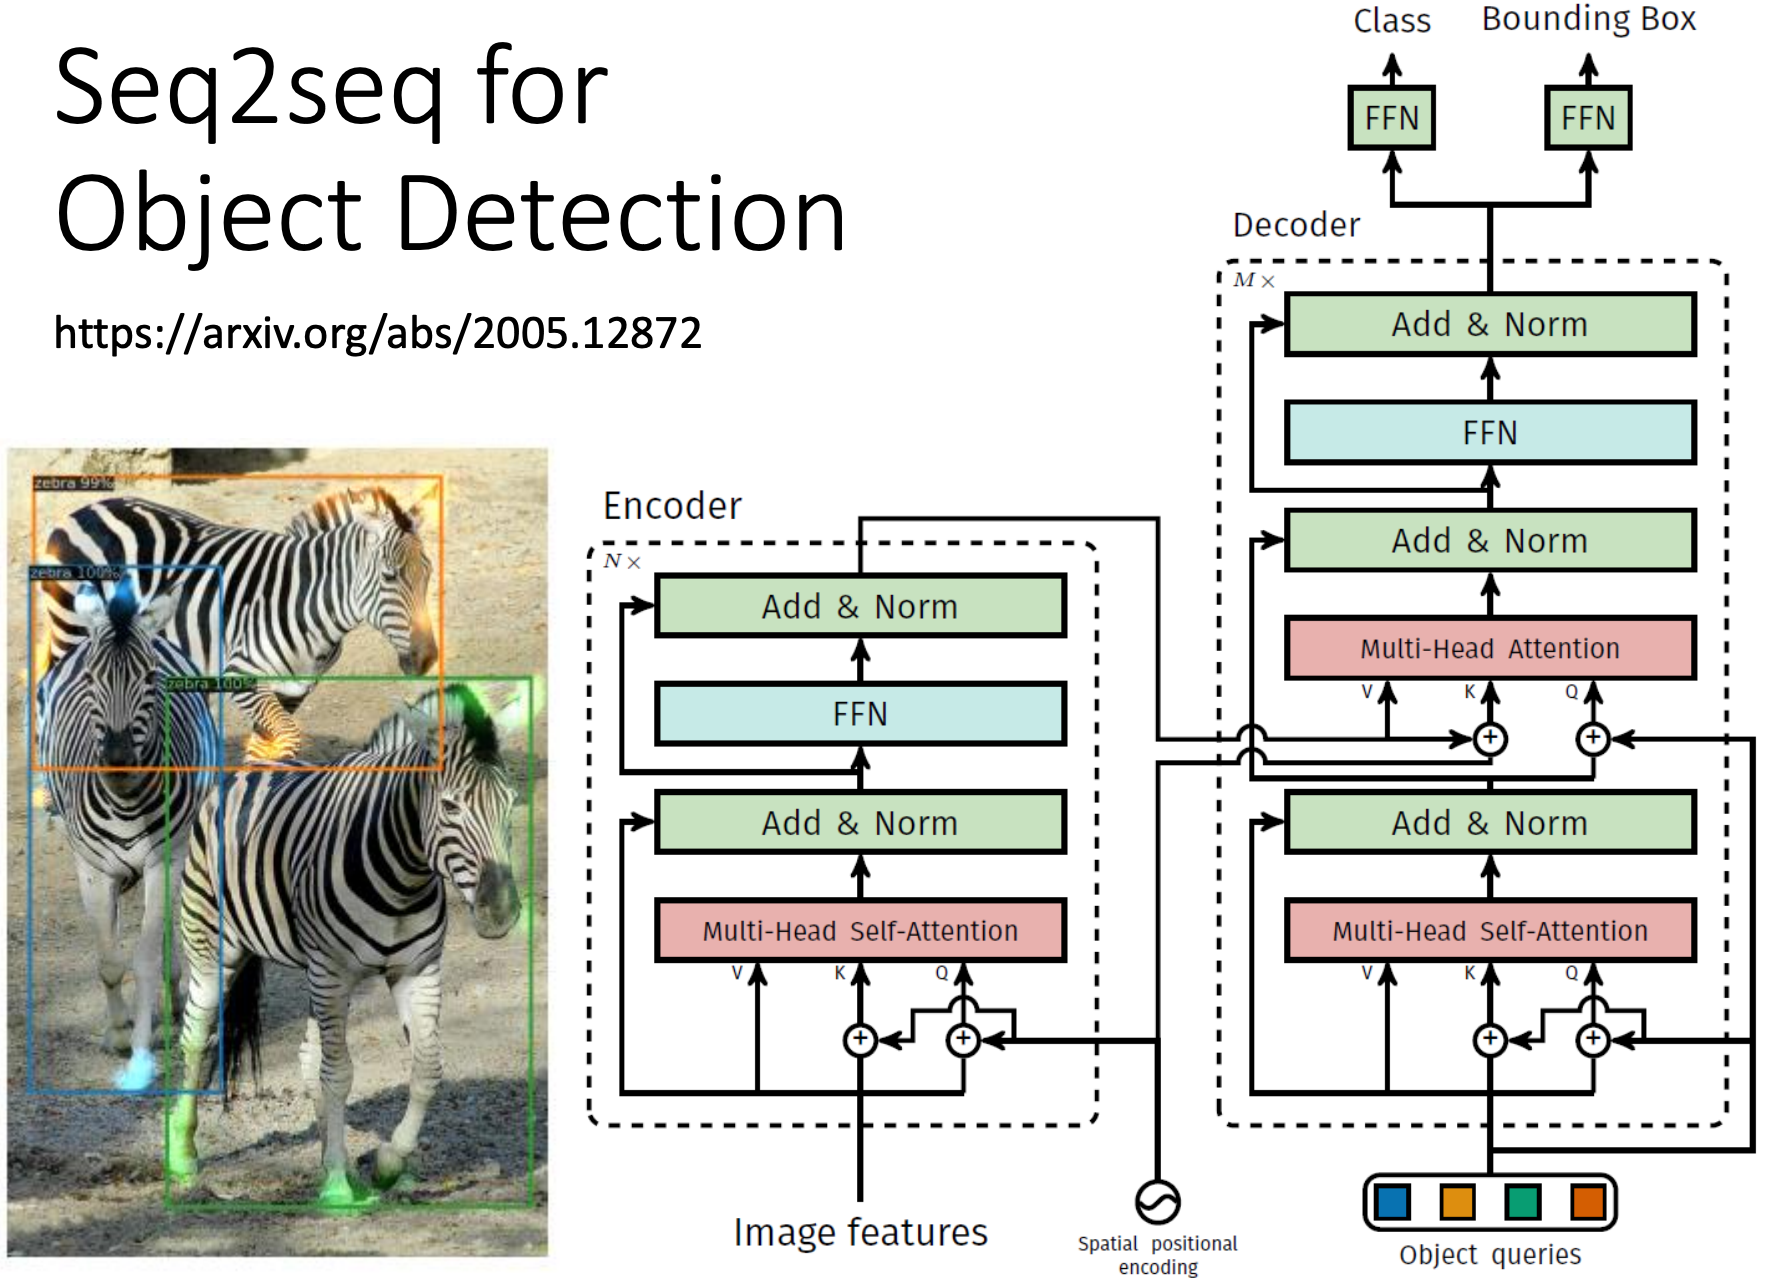 Seq2seq for
Object Detection
https://arxiv.org/abs/2005.12872
zebra 99%
zebra 100%
zebra 100%
Encoder
N ×
Add & Norm
FFN
Add & Norm
Multi-Head Self-Attention
V K Q
+ +
Image features
Spatial positional
encoding
Class Bounding Box
FFN FFN
Decoder
M ×
Add & Norm
FFN
Add & Norm
Multi-Head Attention
V K Q
+ +
Add & Norm
Multi-Head Self-Attention
V K Q
+ +
Object queries